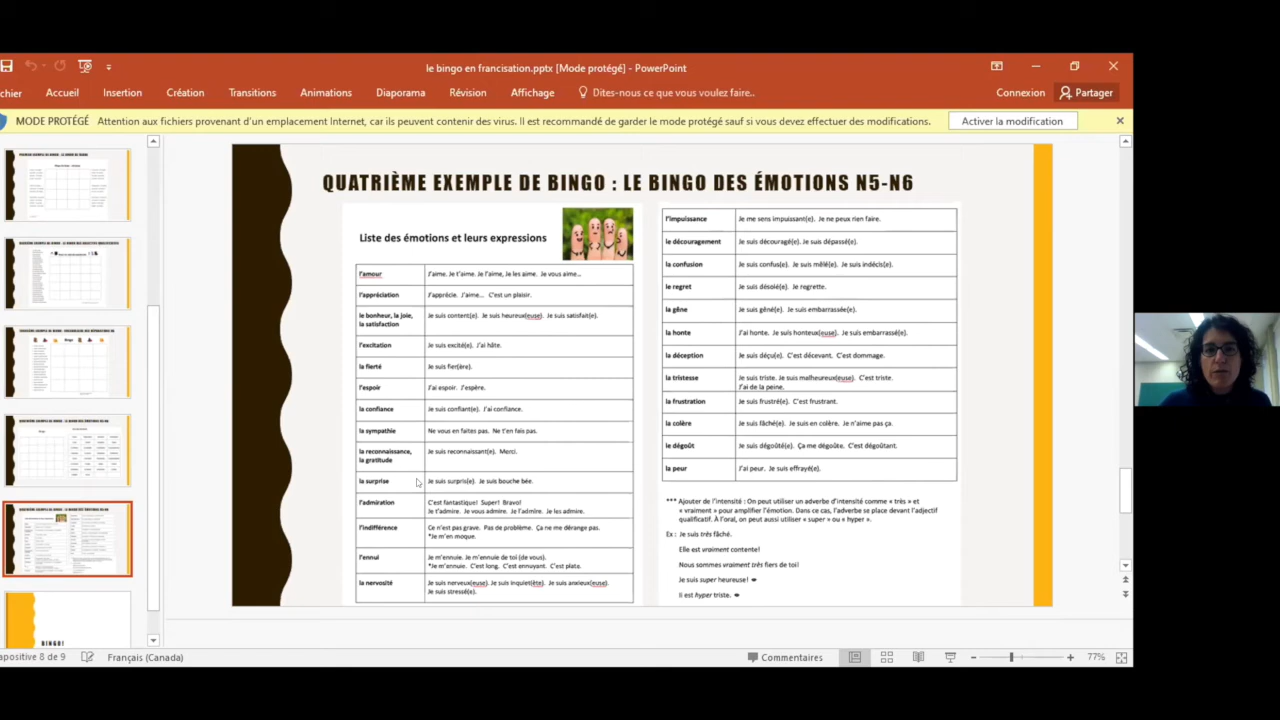 le bingo en francisation.pptx [Mode protégé] - PowerPoint
chier Accueil Insertion Création Transitions Animations Diaporama Révision Affichage Dites-nous ce que vous voulez faire.. Connexion Partager
MODE PROTÉGÉ Attention aux fichiers provenant d'un emplacement Internet, car ils peuvent contenir des virus. Il est recommandé de garder le mode protégé sauf si vous devez effectuer des modifications. Activer la modification
QUATRIÈME EXEMPLE DE BINGO : LE BINGO DES ÉMOTIONS N5-N6
Liste des émotions et leurs expressions
l'amour J'aime. Je t'aime. Je l'aime, Je les aime. Je vous aime...
l'appréciation J'apprécie. J'aime... C'est un plaisir.
le bonheur, la joie, Je suis content(e). Je suis heureux(euse). Je suis satisfait(e).
la satisfaction
l'excitation Je suis excité(e). J'ai hâte.
la fierté Je suis fier(ère).
l'espoir J'ai espoir. J'espère.
la confiance Je suis confiant(e). J'ai confiance.
la sympathie Ne vous en faites pas. Ne t'en fais pas.
la reconnaissance, Je suis reconnaissant(e). Merci.
la gratitude
la surprise Je suis surpris(e). Je suis bouche bée.
l'admiration C'est fantastique! Super! Bravo!
Je t'admire. Je vous admire. Je l'admire. Je les admire.
l'indifférence Ce n'est pas grave. Pas de problème. Ça ne me dérange pas.
*Je m'en moque.
l'ennui Je m'ennuie. Je m'ennuie de toi (de vous).
*Je m'ennuie. C'est long. C'est ennuyant. C'est plate.
la nervosité Je suis nerveux(euse). Je suis inquiet(ète). Je suis anxieux(euse).
Je suis stressé(e).
l'impuissance Je me sens impuissant(e). Je ne peux rien faire.
le découragement Je suis découragé(e). Je suis dépassé(e).
la confusion Je suis confus(e). Je suis mêlé(e). Je suis indécis(e).
le regret Je suis désolé(e). Je regrette.
la gêne Je suis gêné(e). Je suis embarrassée(e).
la honte J'ai honte. Je suis honteux(euse). Je suis embarrassé(e).
la déception Je suis déçu(e). C'est décevant. C'est dommage.
la tristesse Je suis triste. Je suis malheureux(euse). C'est triste.
J'ai de la peine.
la frustration Je suis frustré(e). C'est frustrant.
la colère Je suis fâché(e). Je suis en colère. Je n'aime pas ça.
le dégoût Je suis dégoûté(e). Ça me dégoûte. C'est dégoûtant.
la peur J'ai peur. Je suis effrayé(e).
*** Ajouter de l'intensité : On peut utiliser un adverbe d'intensité comme « très » et
« vraiment » pour amplifier l'émotion. Dans ce cas, l'adverbe se place devant l'adjectif
qualificatif. À l'oral, on peut aussi utiliser « super » ou « hyper ».
Ex : Je suis très fâché.
Elle est vraiment contente!
Nous sommes vraiment très fiers de toi!
Je suis super heureuse!
Il est hyper triste.
BINGO!
apositive 8 de 9 Français (Canada) Commentaires 77%